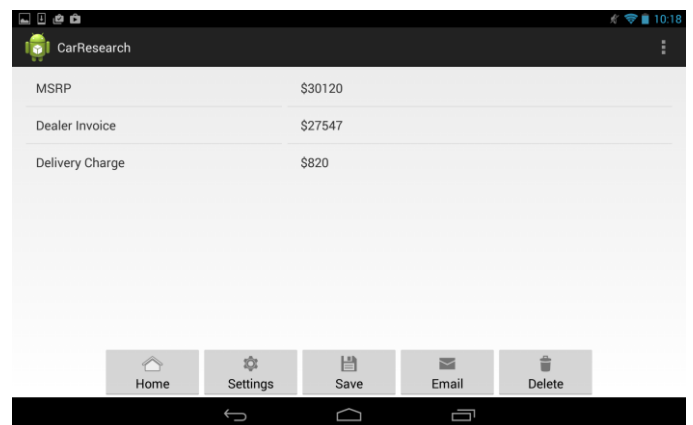 10:18
CarResearch
MSRP $30120
Dealer Invoice $27547
Delivery Charge $820
Home Settings Save Email Delete